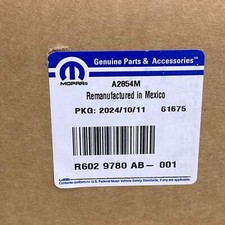 Genuine Parts & Accessories
MOPAR
A2854M
Remanufactured in Mexico
PKG: 2024/10/11 61675
R602 9780 AB- 001